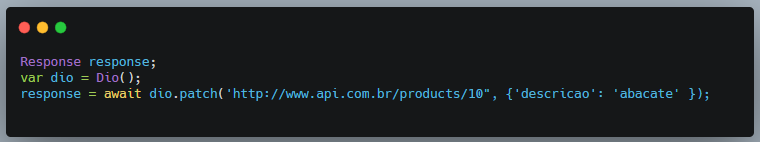 Response response;
var dio = Dio();
response = await dio.patch('http://www.api.com.br/products/10", {'descricao': 'abacate' });